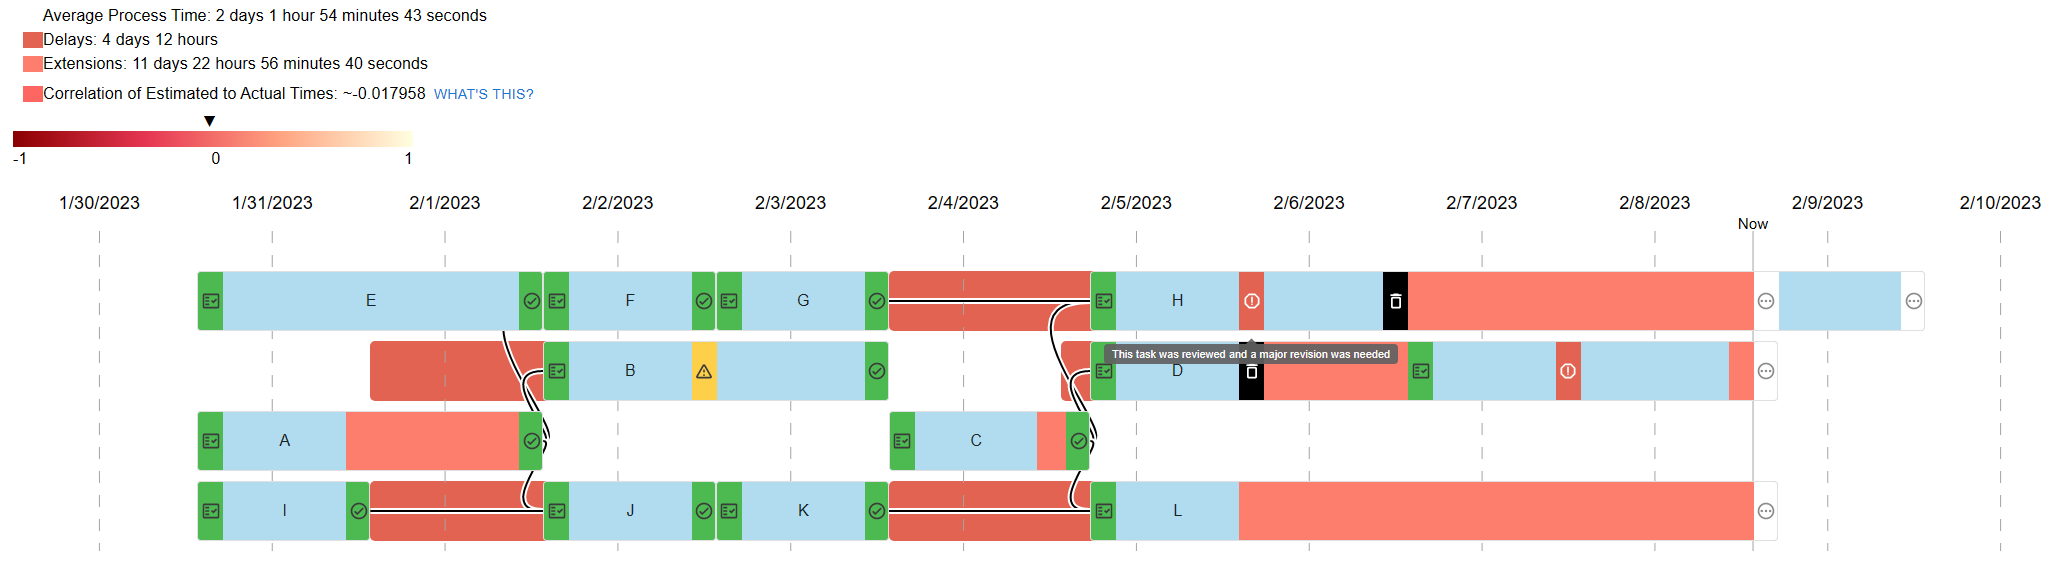 Average Process Time: 2 days 1 hour 54 minutes 43 seconds
Delays: 4 days 12 hours
Extensions: 11 days 22 hours 56 minutes 40 seconds
Correlation of Estimated to Actual Times: ~-0.017958 WHAT'S THIS?
-1 0 1
1/30/2023 1/31/2023 2/1/2023 2/2/2023 2/3/2023 2/4/2023 2/5/2023 2/6/2023 2/7/2023 2/8/2023 2/9/2023 2/10/2023
Now
E F G H
This task was reviewed and a major revision was needed
B D
A C
I J K L